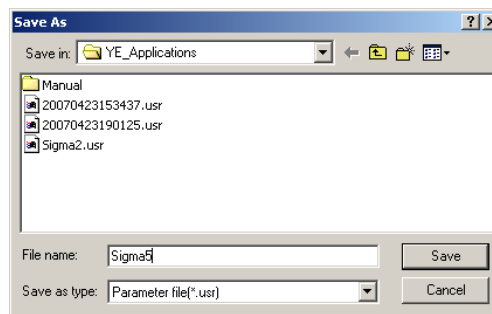 Save As
Save in: YE_Applications
Manual
20070423153437.usr
20070423190125.usr
Sigma2.usr
File name: Sigma5 Save
Save as type: Parameter file(*.usr) Cancel